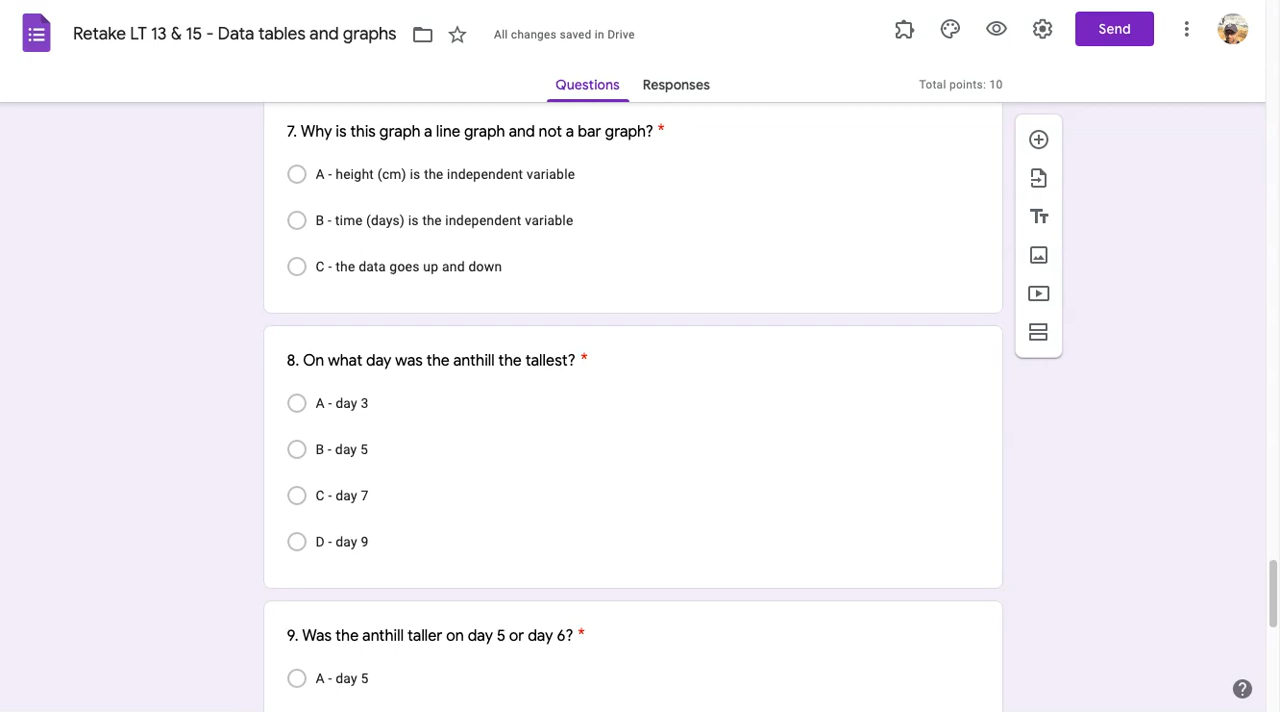 Retake LT 13 & 15 - Data tables and graphs
All changes saved in Drive
Send
Questions
Responses
Total points: 10
7. Why is this graph a line graph and not a bar graph? *
A - height (cm) is the independent variable
B - time (days) is the independent variable
C - the data goes up and down
8. On what day was the anthill the tallest? *
A - day 3
B - day 5
C - day 7
D - day 9
9. Was the anthill taller on day 5 or day 6? *
A - day 5